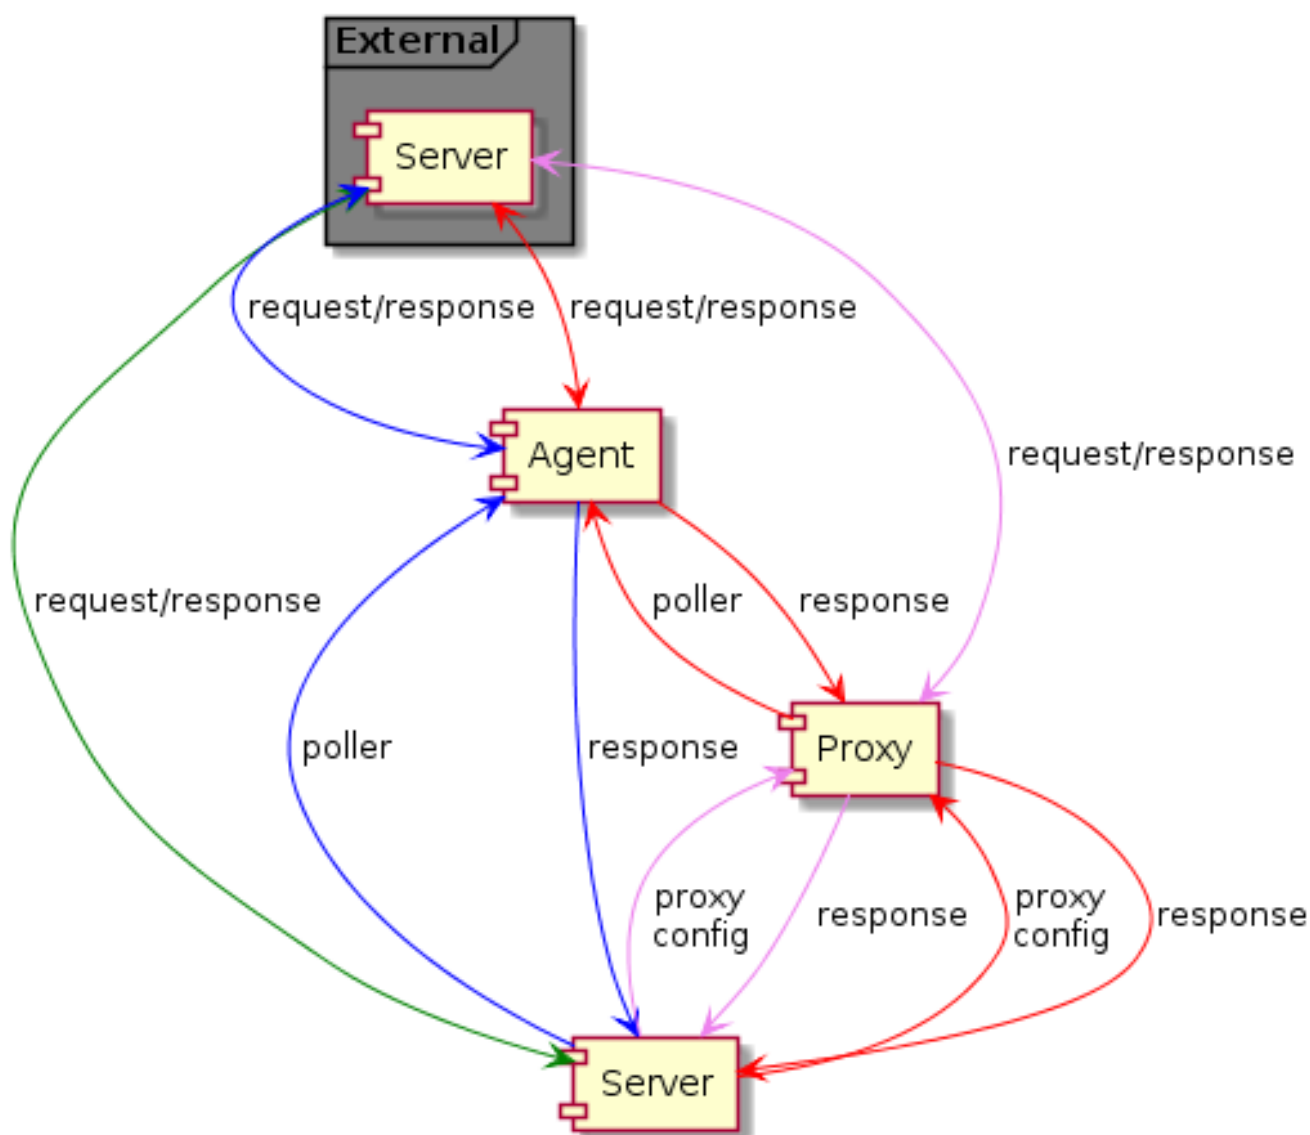 External
Server
request/response
request/response
Agent
request/response
request/response
poller
response
poller
response
Proxy
proxy
config
response
proxy
config
response
Server